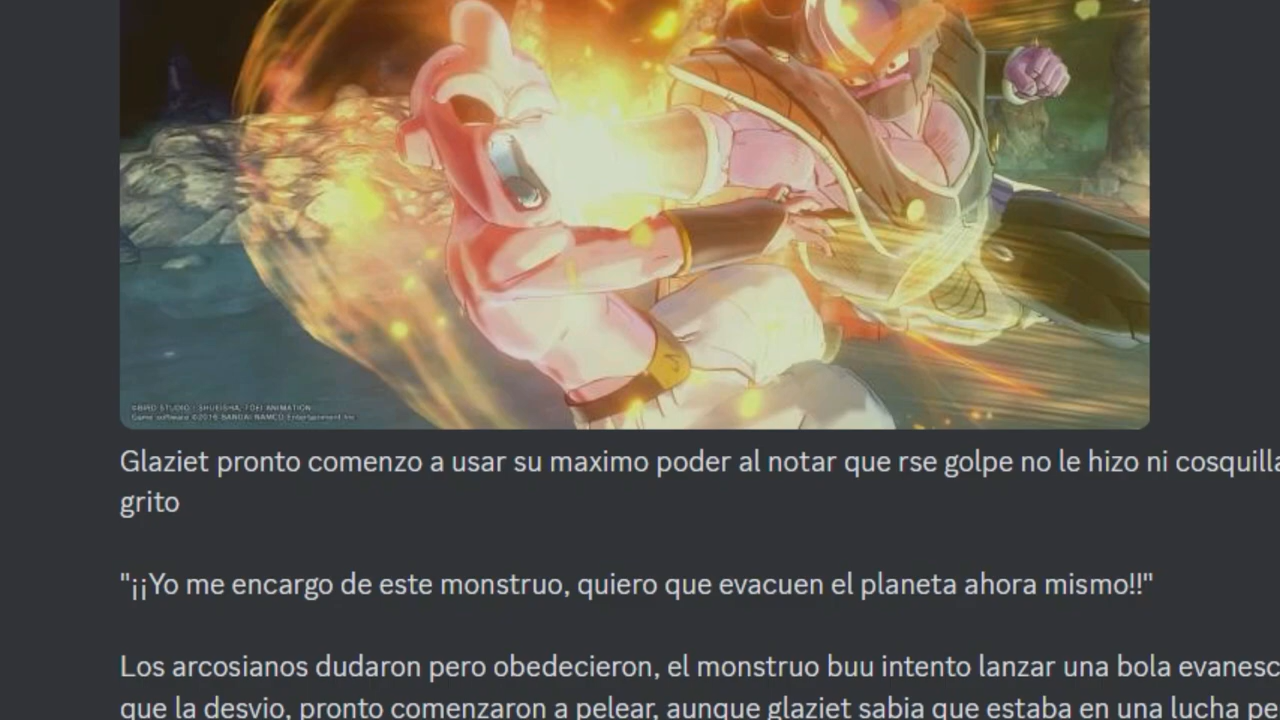 ©BIRD STUDIO / SHUEISHA, TOEI ANIMATION
Game software ©2016 BANDAI NAMCO Entertainment Inc.
Glaziet pronto comenzo a usar su maximo poder al notar que rse golpe no le hizo ni cosquilla
grito
"¡¡Yo me encargo de este monstruo, quiero que evacuen el planeta ahora mismo!!"
Los arcosianos dudaron pero obedecieron, el monstruo buu intento lanzar una bola evanesc
que la desvio, pronto comenzaron a pelear, aunque glaziet sabia que estaba en una lucha pe